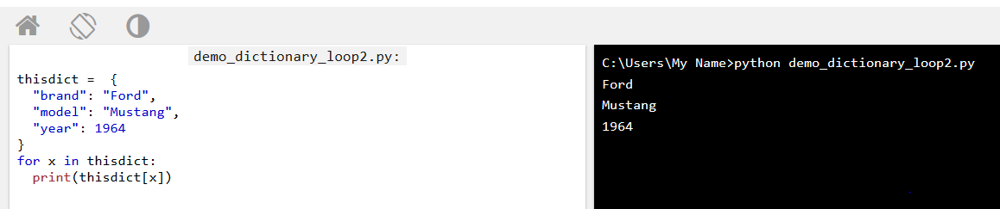 demo_dictionary_loop2.py:
thisdict =  {
  "brand": "Ford",
  "model": "Mustang",
  "year": 1964
}
for x in thisdict:
  print(thisdict[x])
C:\Users\My Name>python demo_dictionary_loop2.py
Ford
Mustang
1964